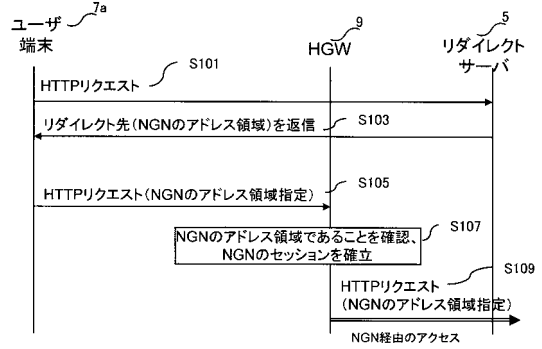 ユーザ
端末
7a
9
HGW
5
リダイレクト
サーバ
HTTPリクエスト
S101
リダイレクト先(NGNのアドレス領域)を返信
S103
HTTPリクエスト(NGNのアドレス領域指定)
S105
NGNのアドレス領域であることを確認、
NGNのセッションを確立
S107
S109
HTTPリクエスト
(NGNのアドレス領域指定)
NGN経由のアクセス